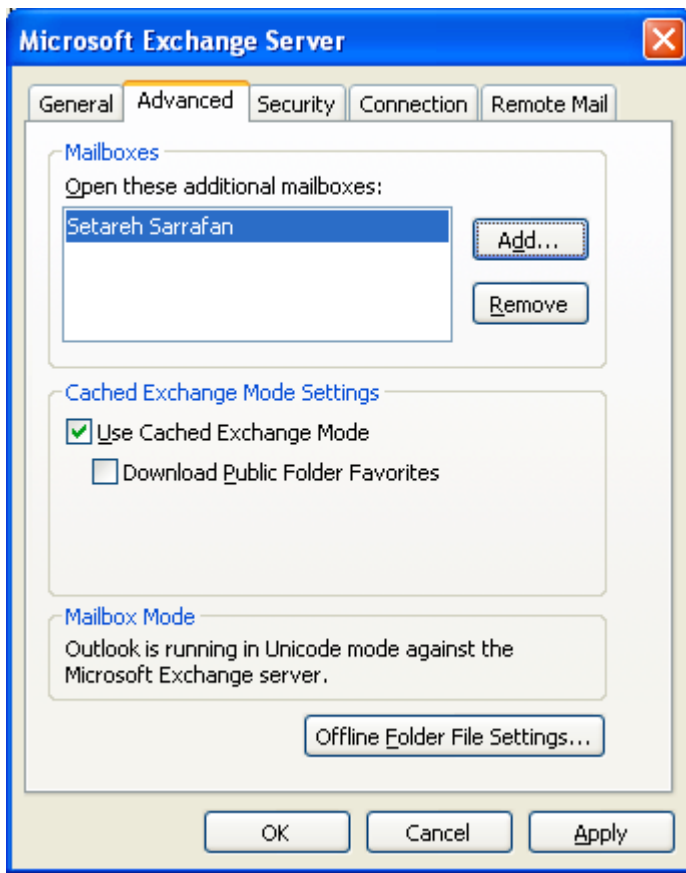 Microsoft Exchange Server
General Advanced Security Connection Remote Mail
Mailboxes
Open these additional mailboxes:
Setareh Sarrafan
Add...
Remove
Cached Exchange Mode Settings
Use Cached Exchange Mode
Download Public Folder Favorites
Mailbox Mode
Outlook is running in Unicode mode against the
Microsoft Exchange server.
Offline Folder File Settings...
OK Cancel Apply